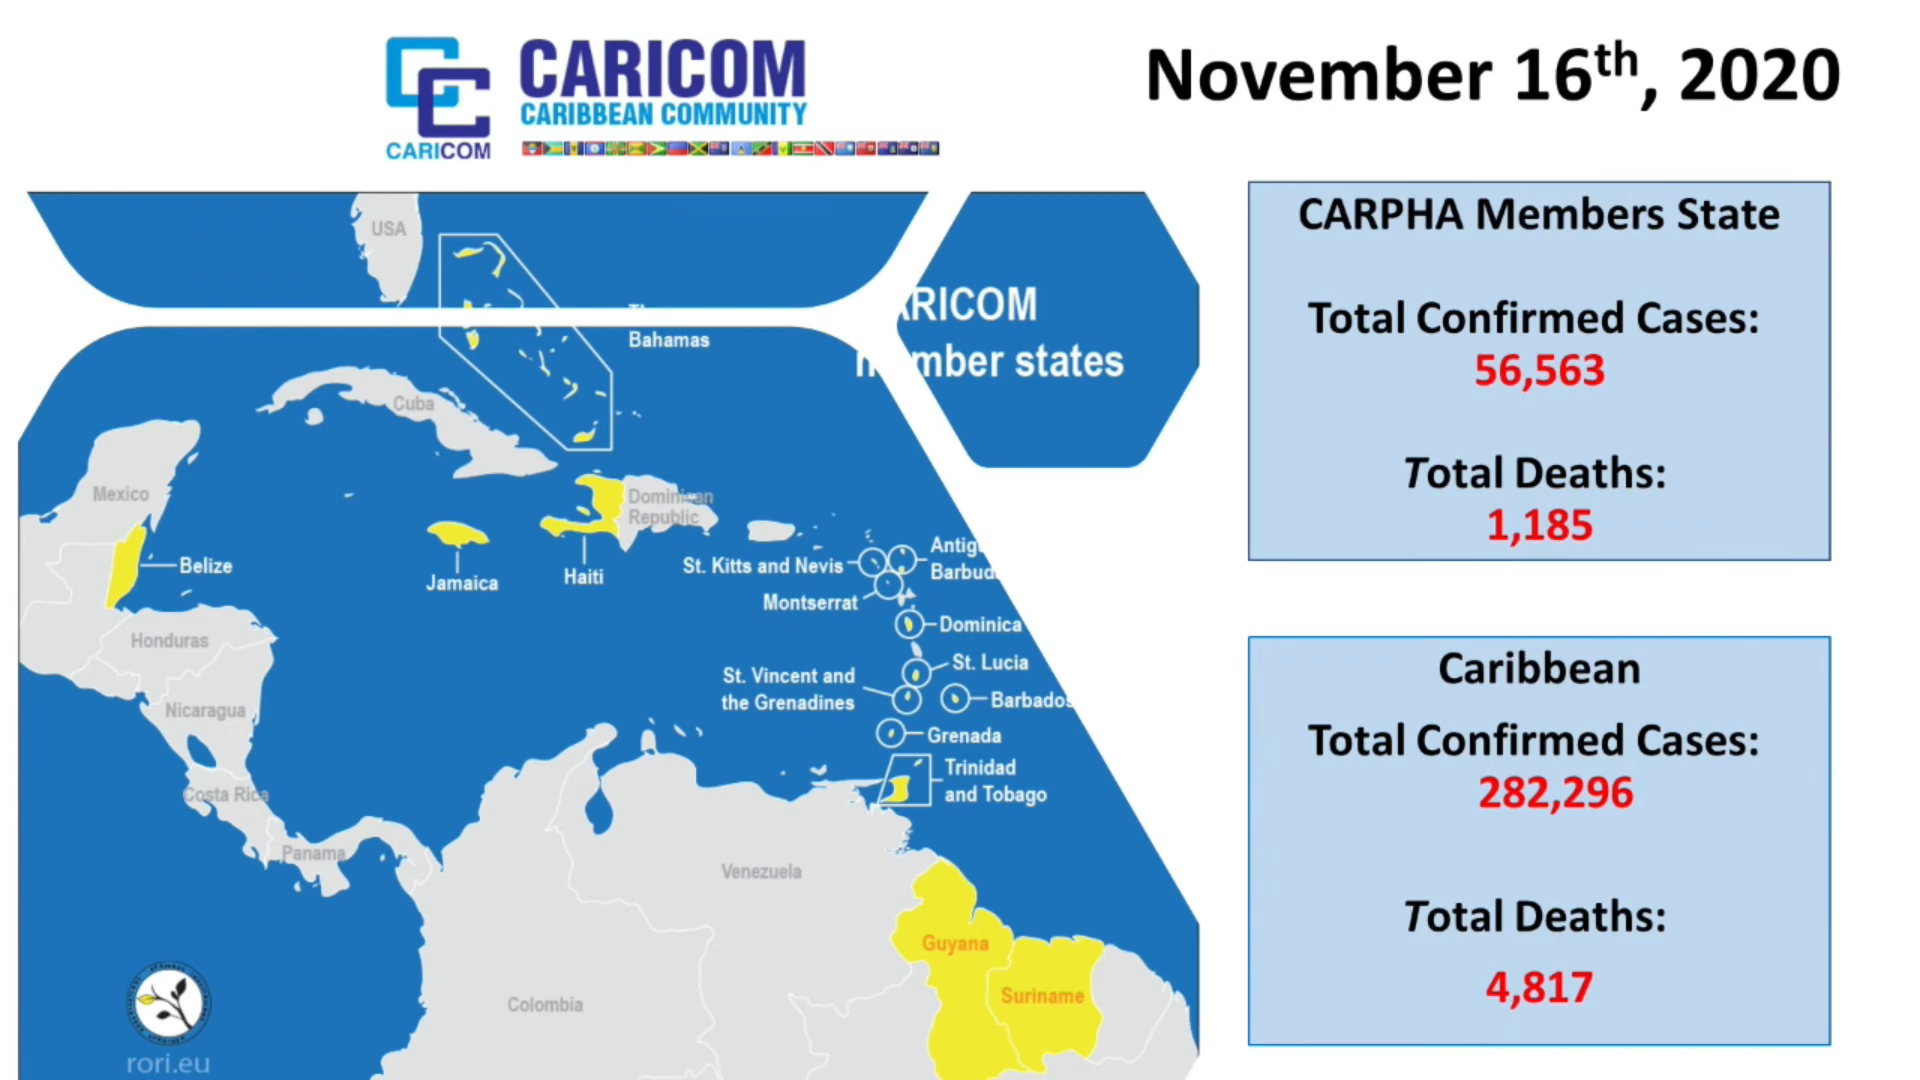 CARICOM
CARIBBEAN COMMUNITY
CARICOM
November 16th, 2020
USA
Bahamas
RICOM
mber states
Cuba
Mexico
Dominican
Republic
Belize
Jamaica
Haiti
St. Kitts and Nevis
Antig
Barbud
Montserrat
Honduras
Dominica
St. Lucia
St. Vincent and
the Grenadines
Barbados
Nicaragua
Grenada
Trinidad
and Tobago
Costa Rica
Panama
Venezuela
Guyana
Suriname
Colombia
rori.eu
CARPHA Members State
Total Confirmed Cases:
56,563
Total Deaths:
1,185
Caribbean
Total Confirmed Cases:
282,296
Total Deaths:
4,817